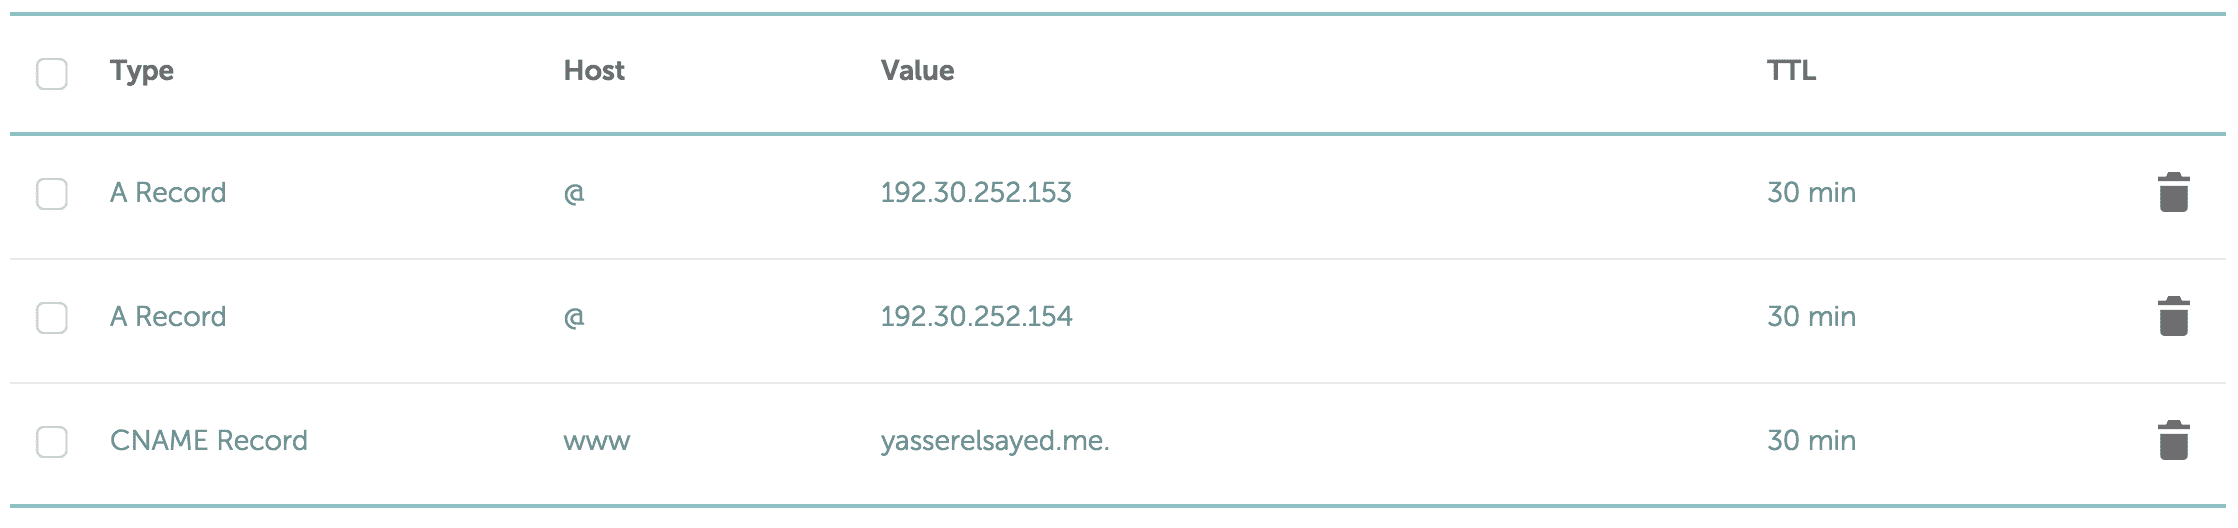 Type Host Value TTL
A Record @ 192.30.252.153 30 min
A Record @ 192.30.252.154 30 min
CNAME Record www yasserelsayed.me. 30 min